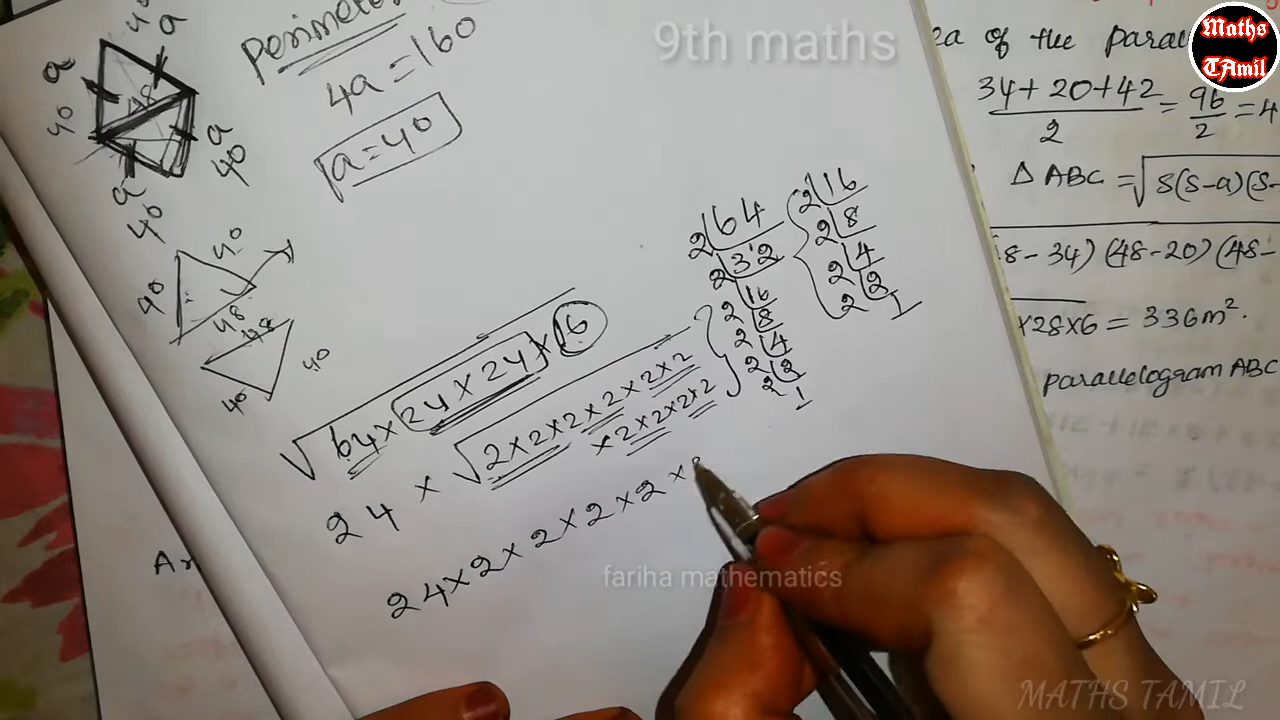 Maths
TAmil
9th maths
Perimeter
4a = 160
a = 40
40
a
a
40
48
a
40
a
40
40
40
48
48
40
40
2 64
2 32
2 16
2 8
2 4
2 2
1
2 16
2 8
2 4
2 2
1
√64 × 24 × 24 × 16
24 × √2×2×2×2×2×2
×2×2×2×2
24×2×2×2×2×
fariha mathematics
of the
34+20+42
2
= 96
2
= 4
Δ ABC = √S(S-a)(S-
8-34) (48-20) (48-
×28×6 = 336m².
parallelogram ABC
MATHS TAMIL